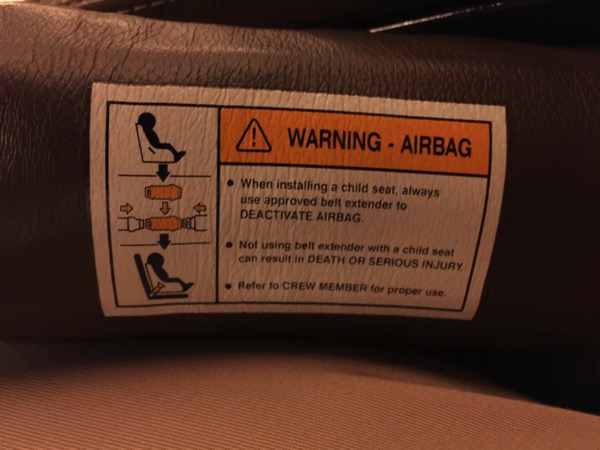 WARNING - AIRBAG
• When installing a child seat, always
use approved belt extender to
DEACTIVATE AIRBAG.
• Not using belt extender with a child seat
can result in DEATH OR SERIOUS INJURY.
• Refer to CREW MEMBER for proper use.